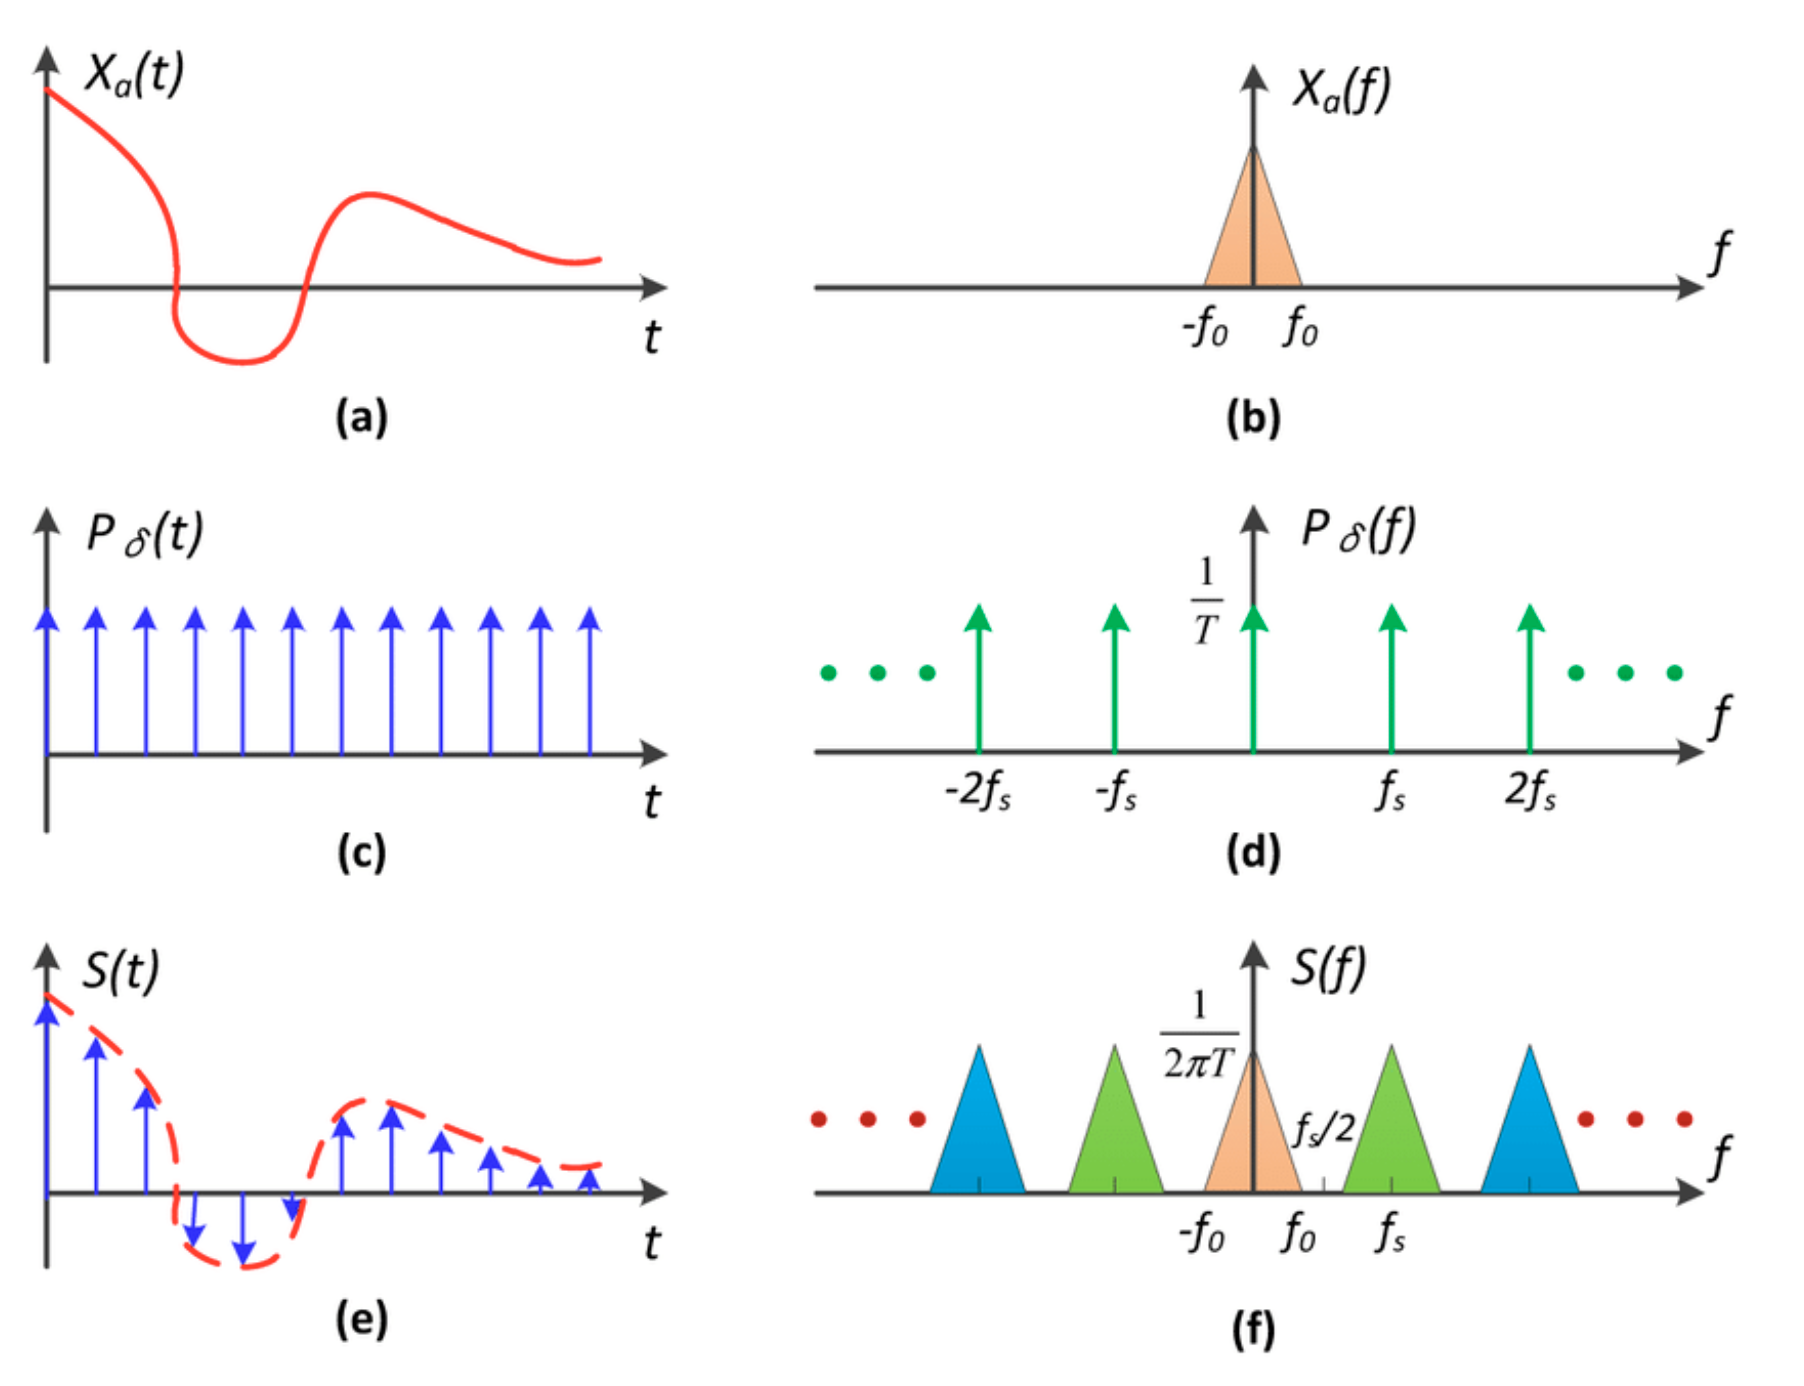 Xa(t)
Xa(f)
f
-f0 f0
t
(a)
(b)
P δ(t)
P δ(f)
1
T
f
-2fs -fs fs 2fs
t
(c)
(d)
S(t)
S(f)
1
2πT
fs/2
f
-f0 f0 fs
t
(e)
(f)